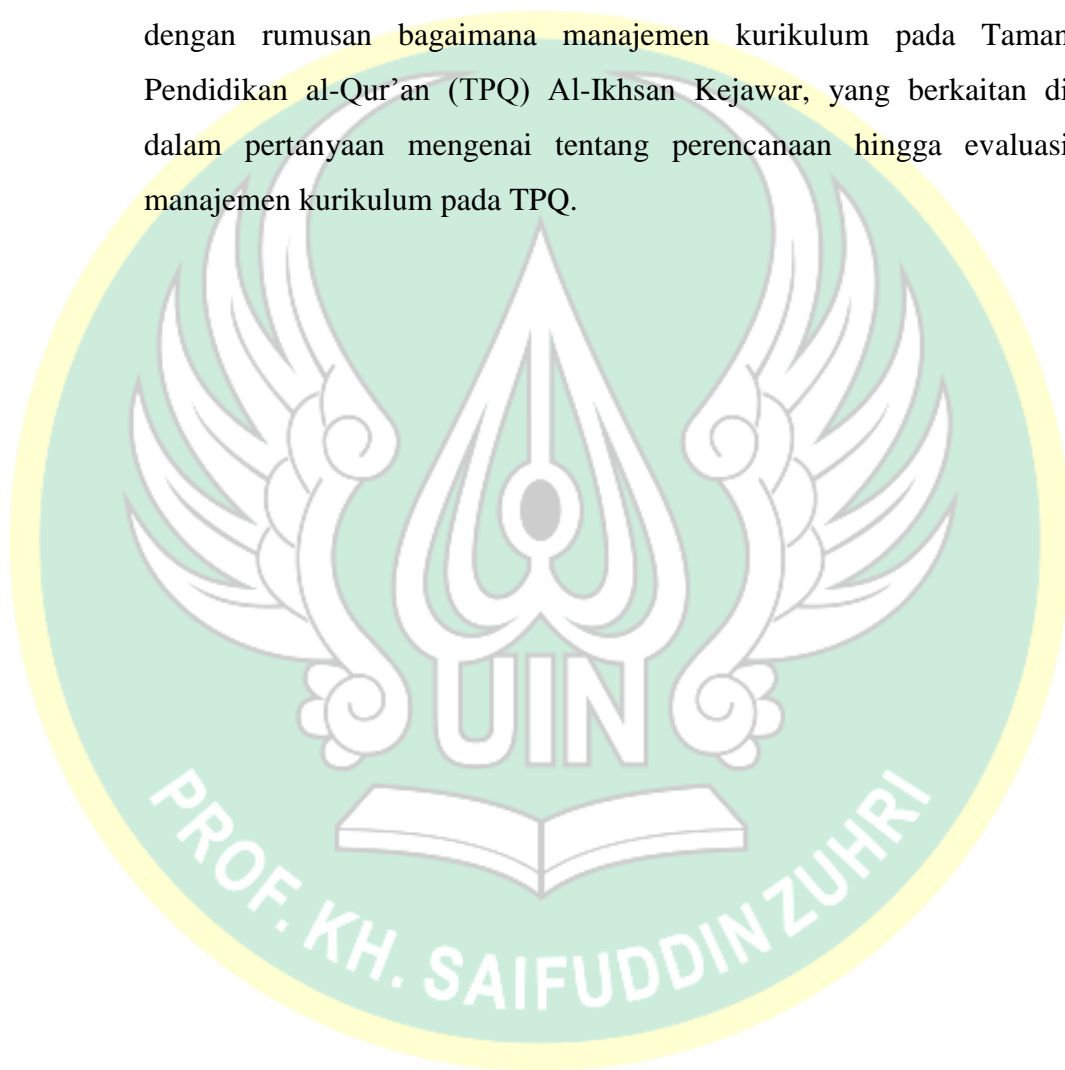 dengan rumusan bagaimana manajemen kurikulum pada Taman
Pendidikan al-Qur’an (TPQ) Al-Ikhsan Kejawar, yang berkaitan di
dalam pertanyaan mengenai tentang perencanaan hingga evaluasi
manajemen kurikulum pada TPQ.
UIN
PROF. KH. SAIFUDDIN ZUHRI